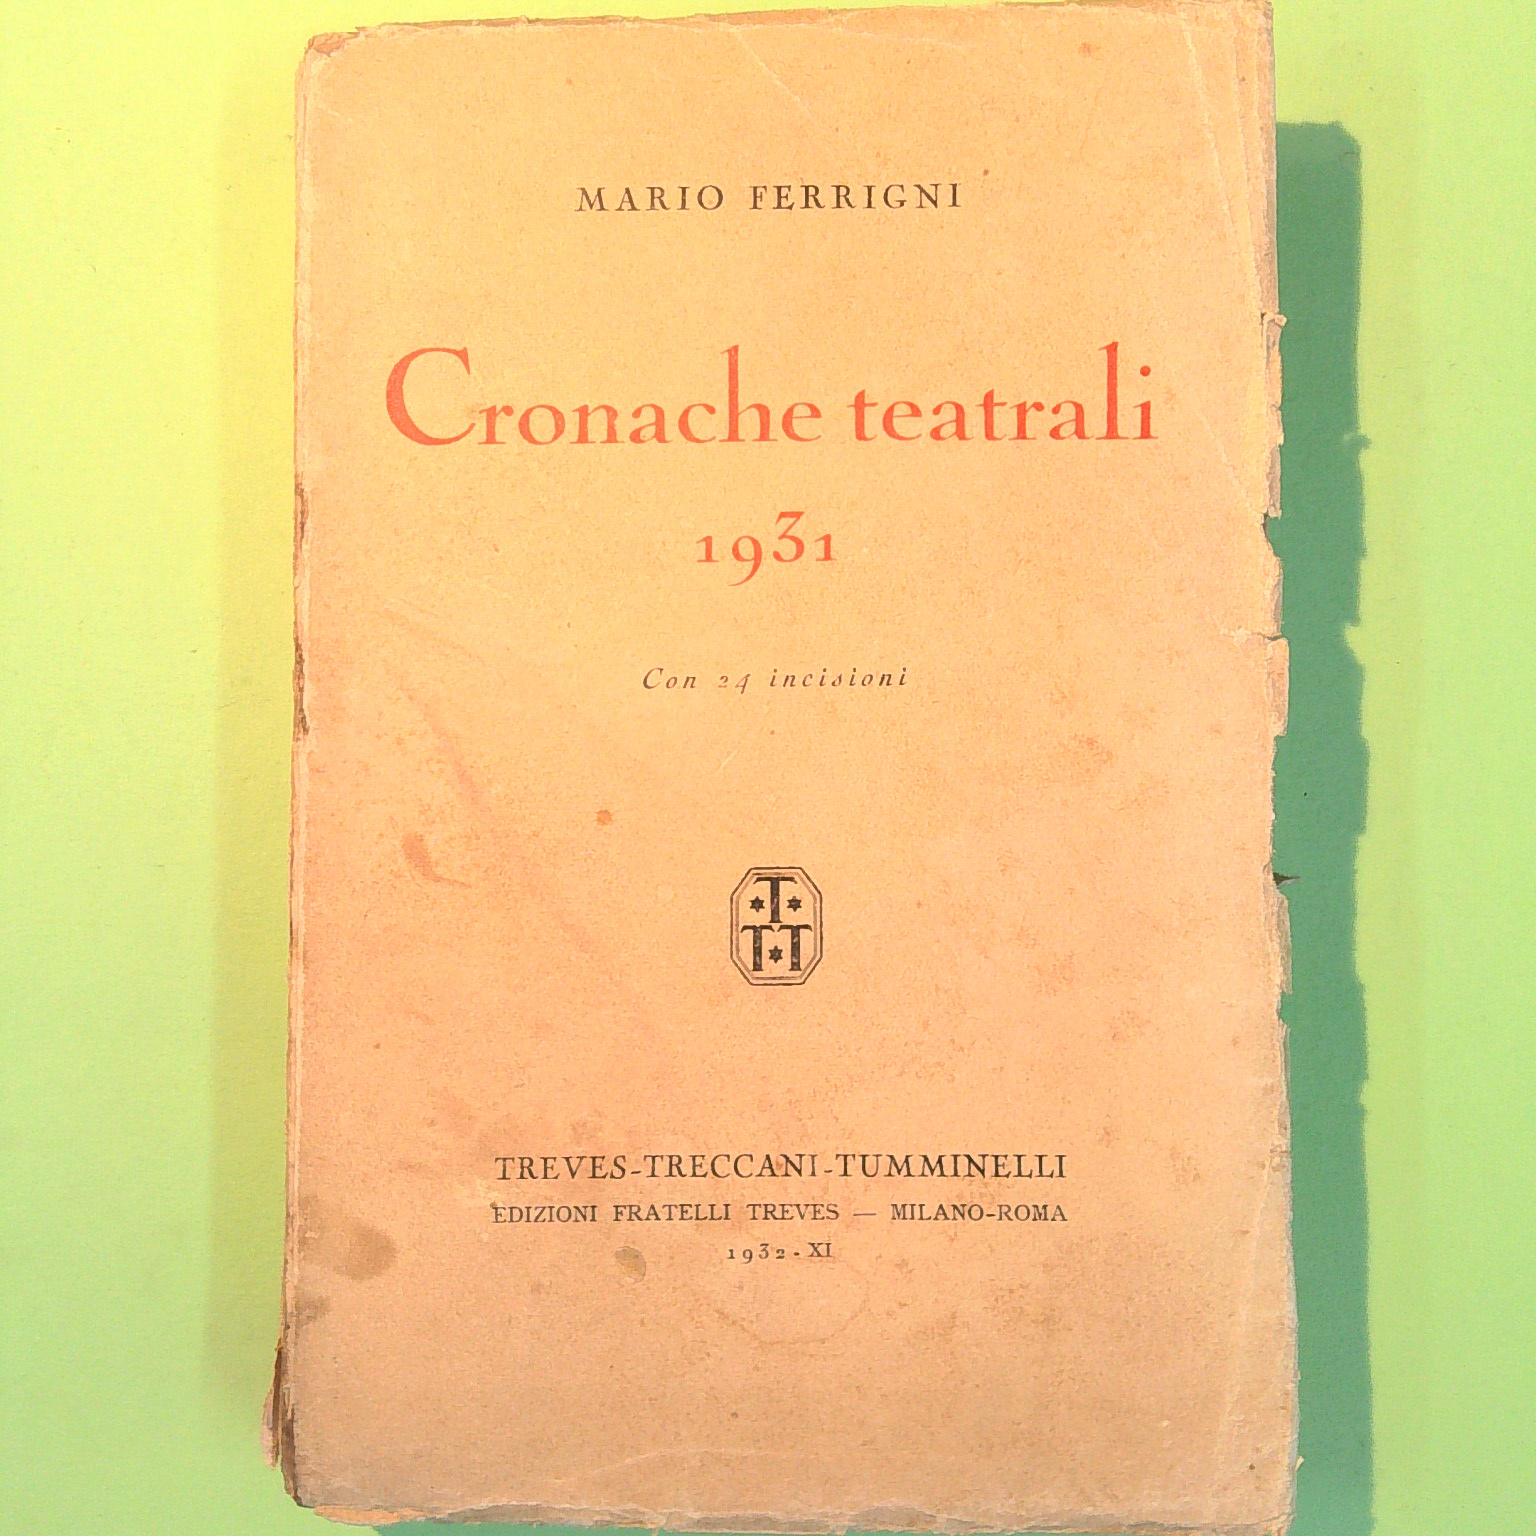 MARIO FERRIGNI
Cronache teatrali
1931
Con 24 incisioni
T
T T
TREVES-TRECCANI-TUMMINELLI
EDIZIONI FRATELLI TREVES — MILANO-ROMA
1932 - XI